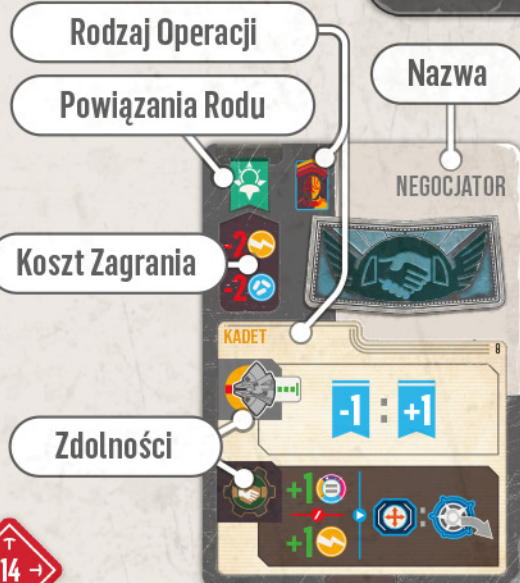 Rodzaj Operacji
Nazwa
Powiązania Rodu
NEGOCJATOR
-2
Koszt Zagrania
-2
KADET
8
-1 : +1
Zdolności
+1
:
+1
14